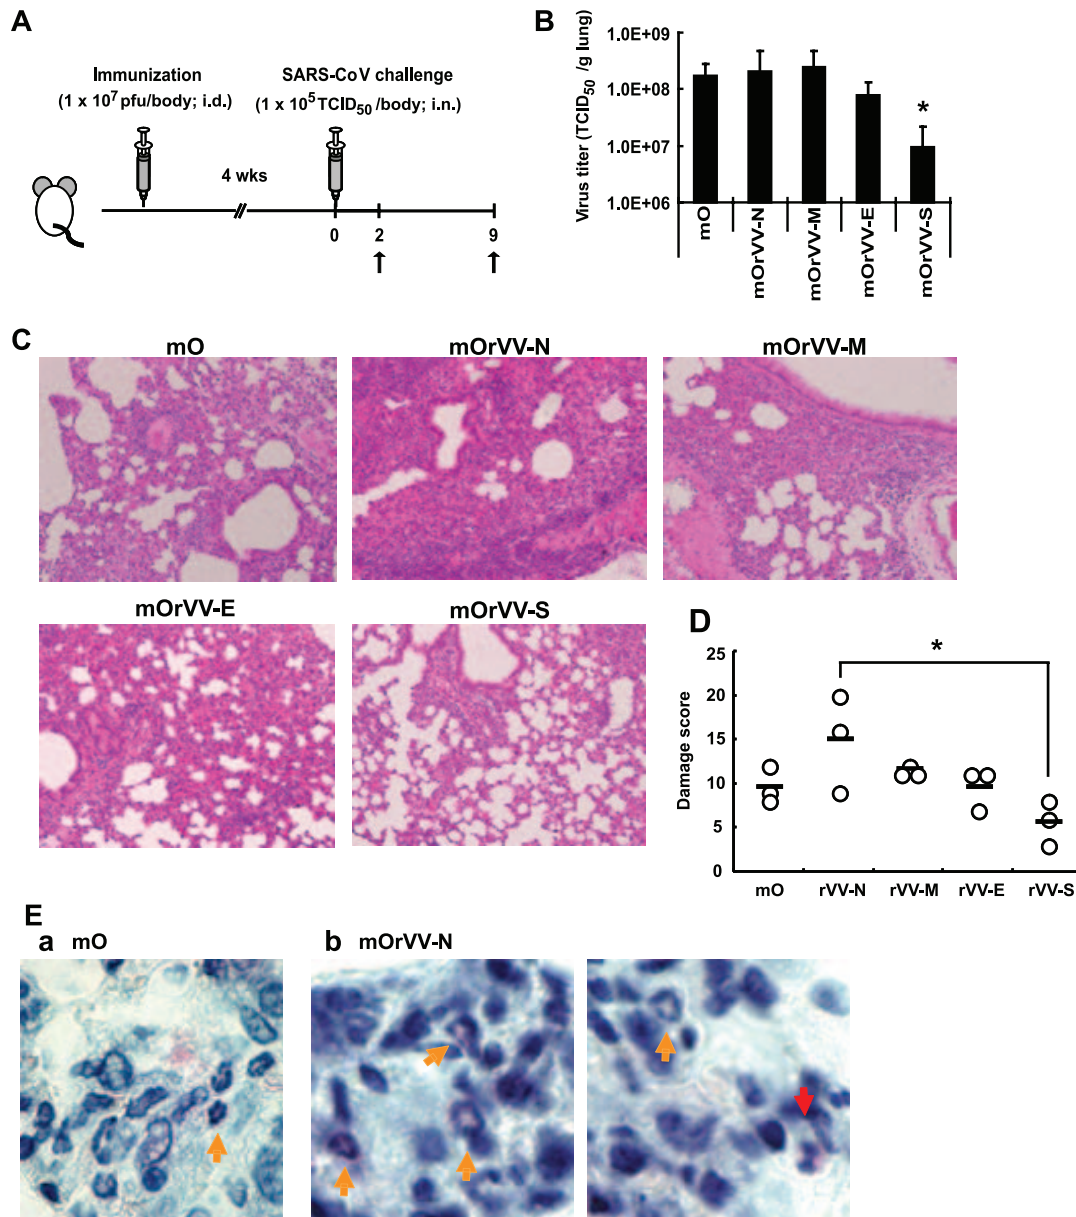 A
Immunization
(1 x 10⁷ pfu/body; i.d.)
SARS-CoV challenge
(1 x 10⁵ TCID₅₀ /body; i.n.)
4 wks
0
2
9
B
Virus titer (TCID₅₀ /g lung)
1.0E+09
1.0E+08
1.0E+07
1.0E+06
*
mO
mOrVV-N
mOrVV-M
mOrVV-E
mOrVV-S
C
mO
mOrVV-N
mOrVV-M
mOrVV-E
mOrVV-S
D
Damage score
25
20
15
10
5
0
*
mO
rVV-N
rVV-M
rVV-E
rVV-S
E
a mO
b mOrVV-N